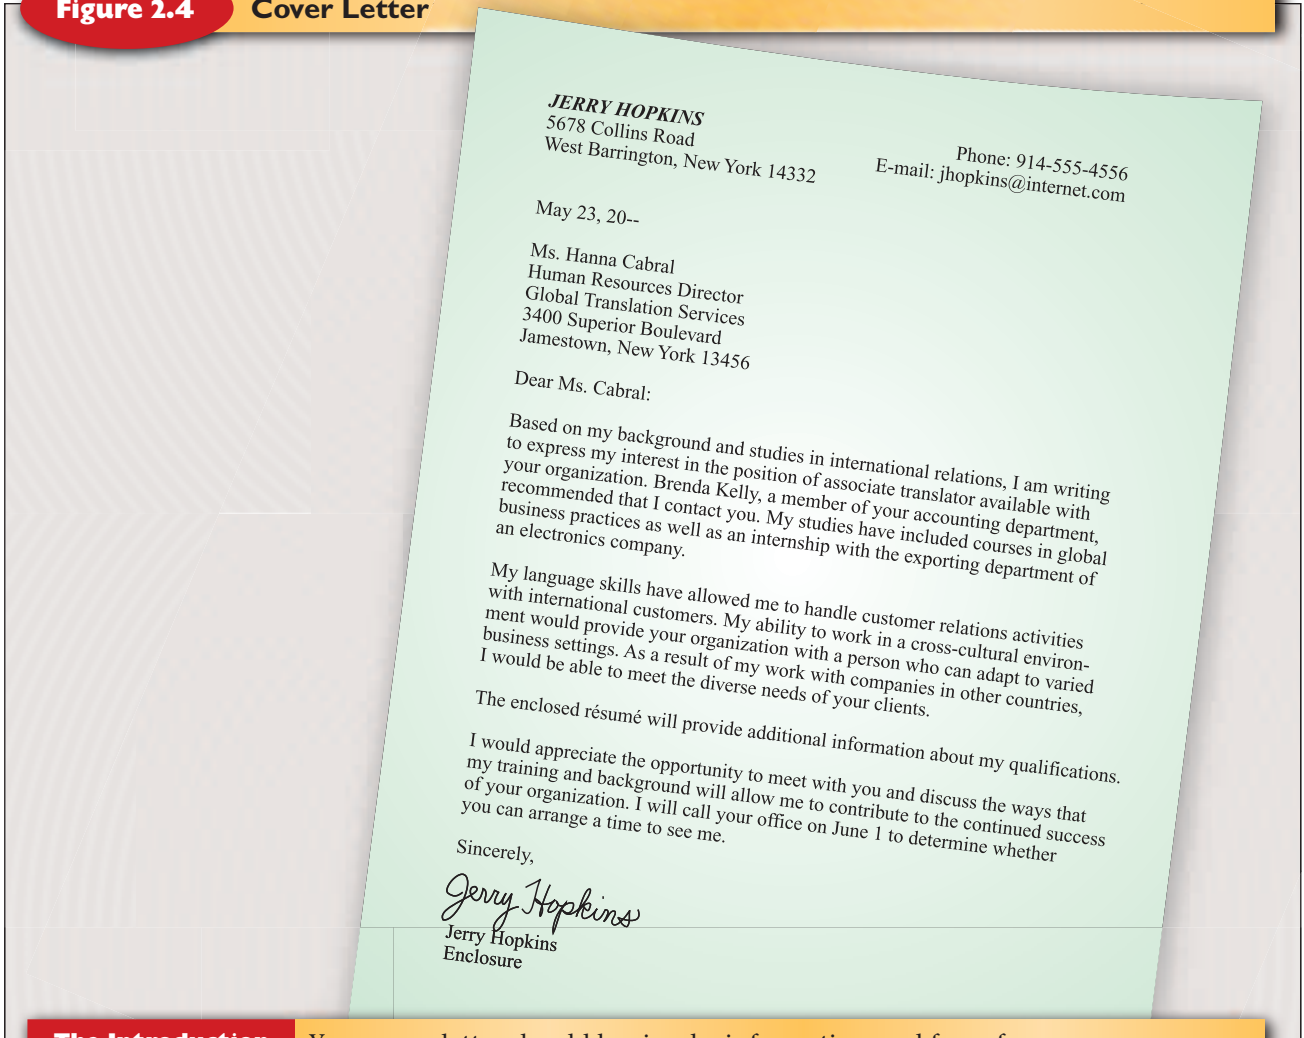 Figure 2.4 Cover Letter
JERRY HOPKINS
5678 Collins Road
West Barrington, New York 14332
Phone: 914-555-4556
E-mail: jhopkins@internet.com
May 23, 20--
Ms. Hanna Cabral
Human Resources Director
Global Translation Services
3400 Superior Boulevard
Jamestown, New York 13456
Dear Ms. Cabral:
Based on my background and studies in international relations, I am writing
to express my interest in the position of associate translator available with
your organization. Brenda Kelly, a member of your accounting department,
recommended that I contact you. My studies have included courses in global
business practices as well as an internship with the exporting department of
an electronics company.
My language skills have allowed me to handle customer relations activities
with international customers. My ability to work in a cross-cultural environ-
ment would provide your organization with a person who can adapt to varied
business settings. As a result of my work with companies in other countries,
I would be able to meet the diverse needs of your clients.
The enclosed résumé will provide additional information about my qualifications.
I would appreciate the opportunity to meet with you and discuss the ways that
my training and background will allow me to contribute to the continued success
of your organization. I will call your office on June 1 to determine whether
you can arrange a time to see me.
Sincerely,
Jerry Hopkins
Jerry Hopkins
Enclosure
The Introduction